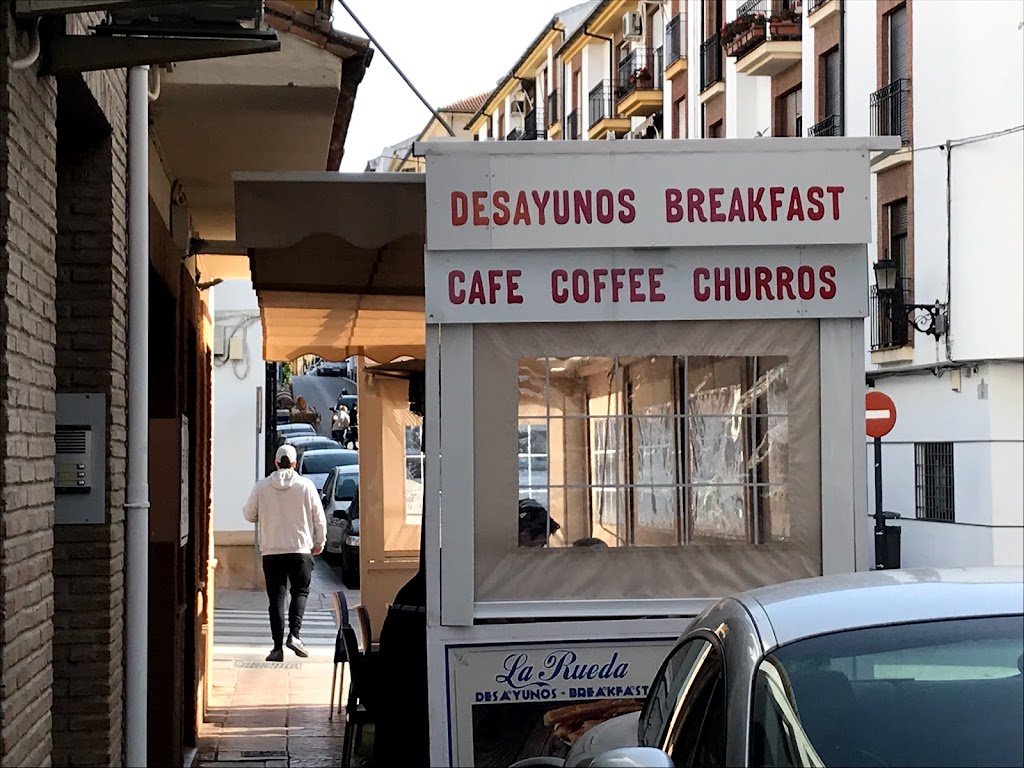 DESAYUNOS BREAKFAST
CAFE COFFEE CHURROS
La Rueda
DESAYUNOS - BREAKFAST